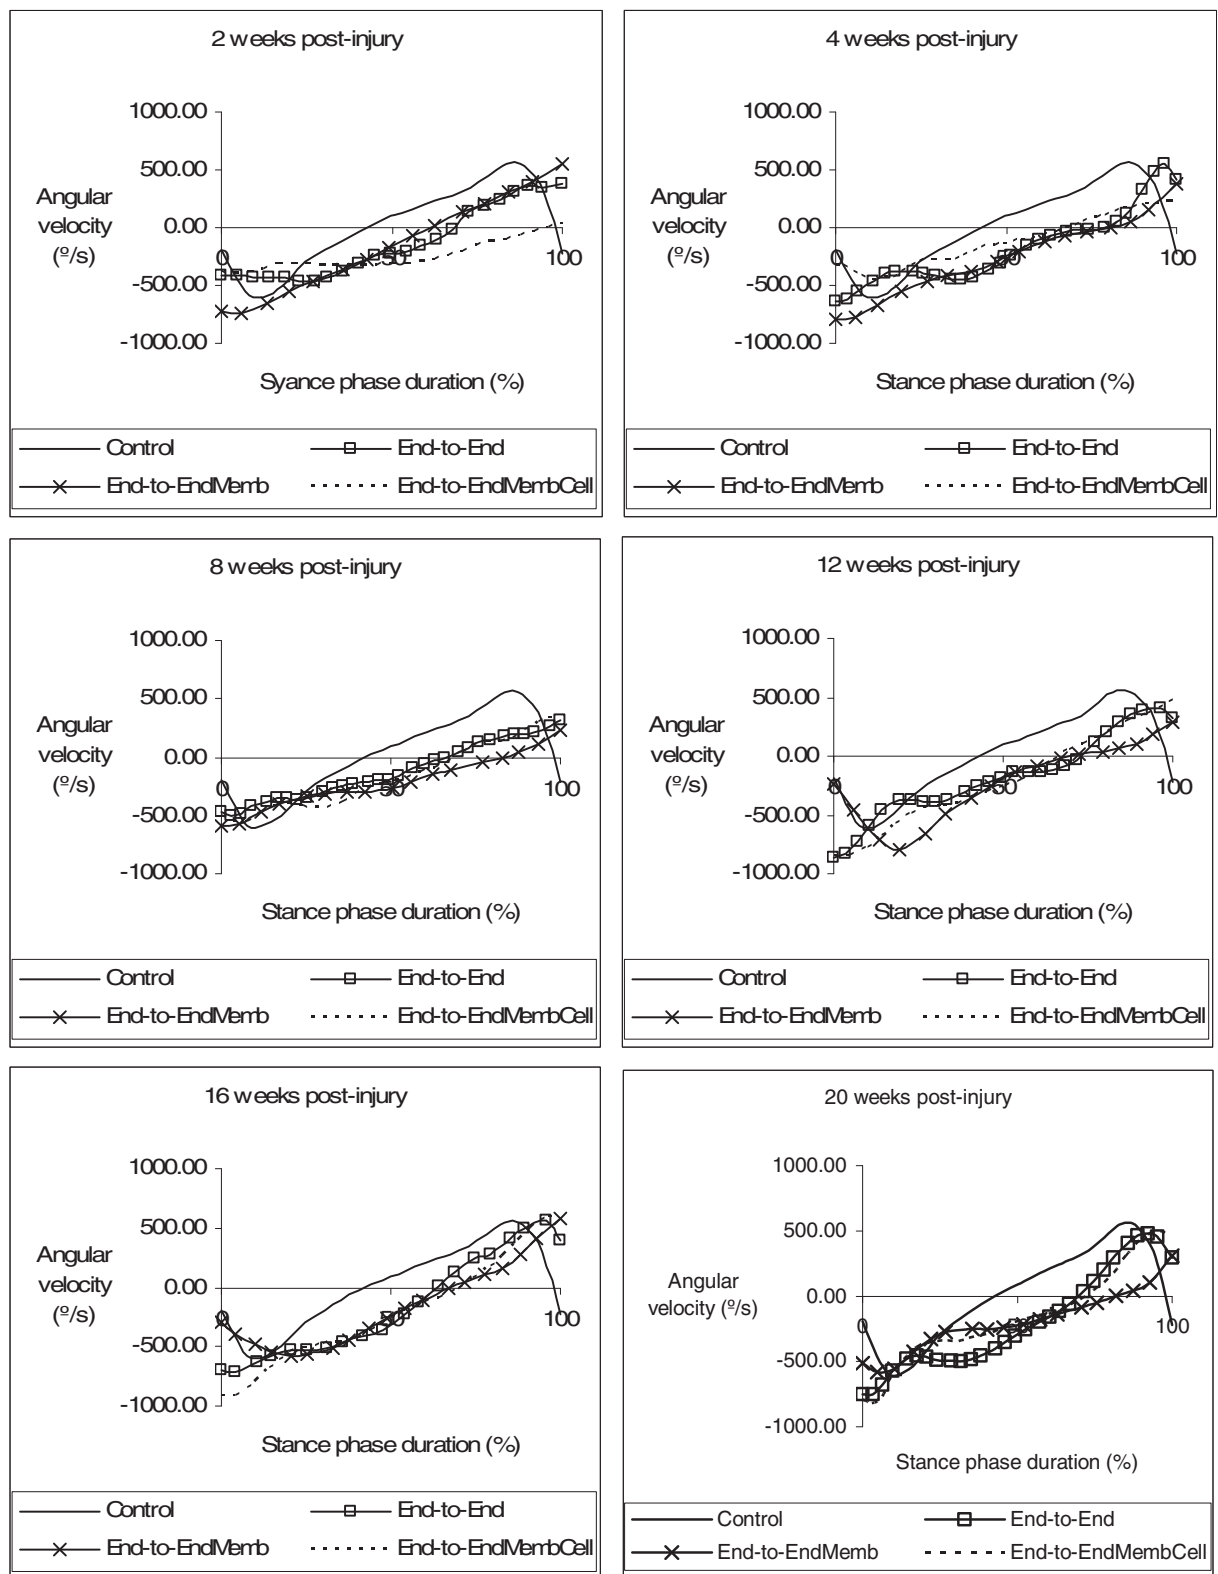 2 weeks post-injury
1000.00
500.00
0.00
-500.00
-1000.00
Angular
velocity
(º/s)
0
50
100
Syance phase duration (%)
Control
End-to-End
End-to-EndMemb
End-to-EndMembCell
4 weeks post-injury
1000.00
500.00
0.00
-500.00
-1000.00
Angular
velocity
(º/s)
0
50
100
Stance phase duration (%)
Control
End-to-End
End-to-EndMemb
End-to-EndMembCell
8 weeks post-injury
1000.00
500.00
0.00
-500.00
-1000.00
Angular
velocity
(º/s)
0
50
100
Stance phase duration (%)
Control
End-to-End
End-to-EndMemb
End-to-EndMembCell
12 weeks post-injury
1000.00
500.00
0.00
-500.00
-1000.00
Angular
velocity
(º/s)
0
50
100
Stance phase duration (%)
Control
End-to-End
End-to-EndMemb
End-to-EndMembCell
16 weeks post-injury
1000.00
500.00
0.00
-500.00
-1000.00
Angular
velocity
(º/s)
0
50
100
Stance phase duration (%)
Control
End-to-End
End-to-EndMemb
End-to-EndMembCell
20 weeks post-injury
1000.00
500.00
0.00
-500.00
-1000.00
Angular
velocity (º/s)
0
50
100
Stance phase duration (%)
Control
End-to-End
End-to-EndMemb
End-to-EndMembCell